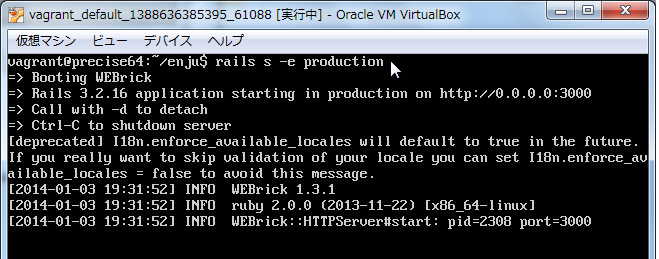 vagrant_default_1388636385395_61088 [実行中] - Oracle VM VirtualBox
仮想マシン ビュー デバイス ヘルプ
vagrant@precise64:~/enju$ rails s -e production
=> Booting WEBrick
=> Rails 3.2.16 application starting in production on http://0.0.0.0:3000
=> Call with -d to detach
=> Ctrl-C to shutdown server
[deprecated] I18n.enforce_available_locales will default to true in the future.
If you really want to skip validation of your locale you can set I18n.enforce_av
ailable_locales = false to avoid this message.
[2014-01-03 19:31:52] INFO  WEBrick 1.3.1
[2014-01-03 19:31:52] INFO  ruby 2.0.0 (2013-11-22) [x86_64-linux]
[2014-01-03 19:31:52] INFO  WEBrick::HTTPServer#start: pid=2308 port=3000